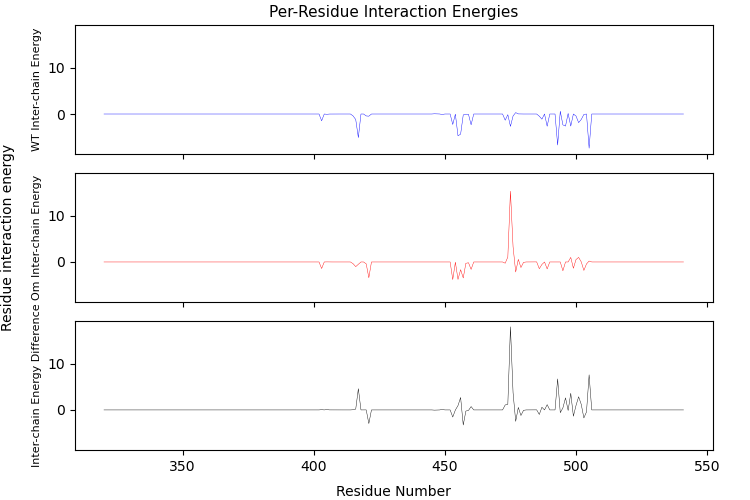 Per-Residue Interaction Energies
Residue interaction energy
WT Inter-chain Energy
10
0
Om Inter-chain Energy
10
0
Inter-chain Energy Difference
10
0
350
400
450
500
550
Residue Number